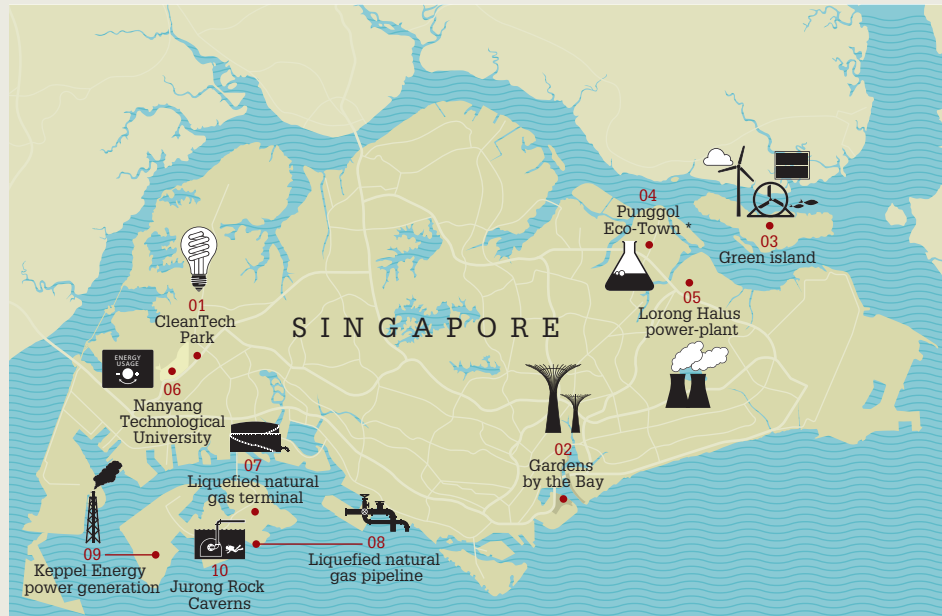 04
Punggol
Eco-Town *
03
Green island
01
CleanTech
Park
05
Lorong Halus
power-plant
SINGAPORE
ENERGY
USAGE
06
Nanyang
Technological
University
02
Gardens
by the Bay
07
Liquefied natural
gas terminal
08
Liquefied natural
gas pipeline
09
Keppel Energy
power generation
10
Jurong Rock
Caverns